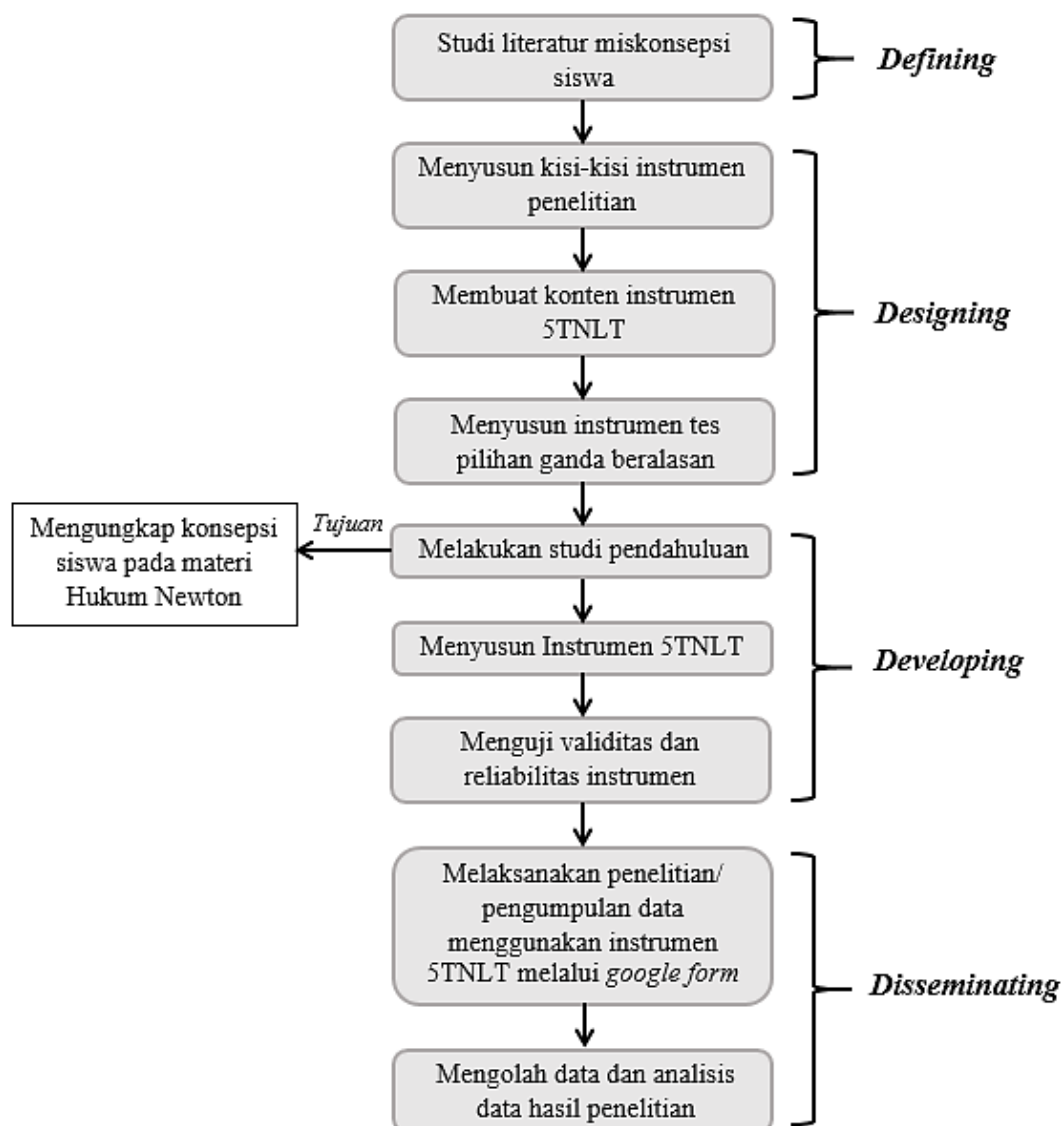 Studi literatur miskonsepsi
siswa
Defining
Menyusun kisi-kisi instrumen
penelitian
Membuat konten instrumen
5TNLT
Designing
Menyusun instrumen tes
pilihan ganda beralasan
Mengungkap konsepsi
siswa pada materi
Hukum Newton
Tujuan
Melakukan studi pendahuluan
Menyusun Instrumen 5TNLT
Developing
Menguji validitas dan
reliabilitas instrumen
Melaksanakan penelitian/
pengumpulan data
menggunakan instrumen
5TNLT melalui google form
Disseminating
Mengolah data dan analisis
data hasil penelitian